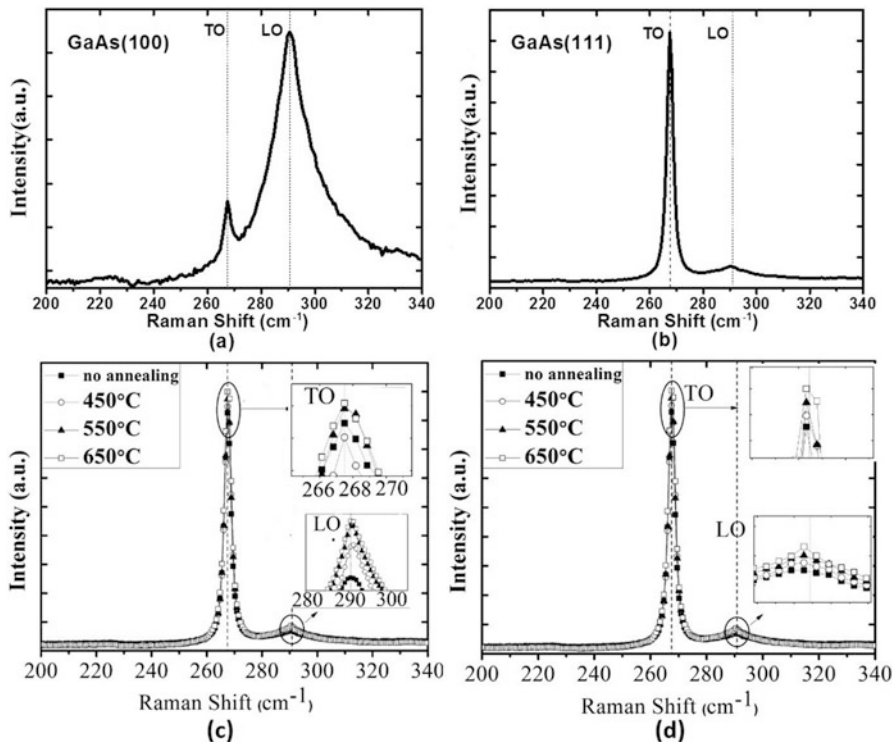 GaAs(100) TO LO
Intensity(a.u.)
200 220 240 260 280 300 320 340
Raman Shift (cm⁻¹)
(a)
GaAs(111) TO LO
Intensity(a.u.)
200 220 240 260 280 300 320 340
Raman Shift (cm⁻¹)
(b)
no annealing
450°C
550°C
650°C
TO
266 268 270
LO
280 290 300
Intensity (a.u.)
200 220 240 260 280 300 320 340
Raman Shift (cm⁻¹)
(c)
no annealing
450°C
550°C
650°C
TO
LO
Intensity (a.u.)
200 220 240 260 280 300 320 340
Raman Shift (cm⁻¹)
(d)